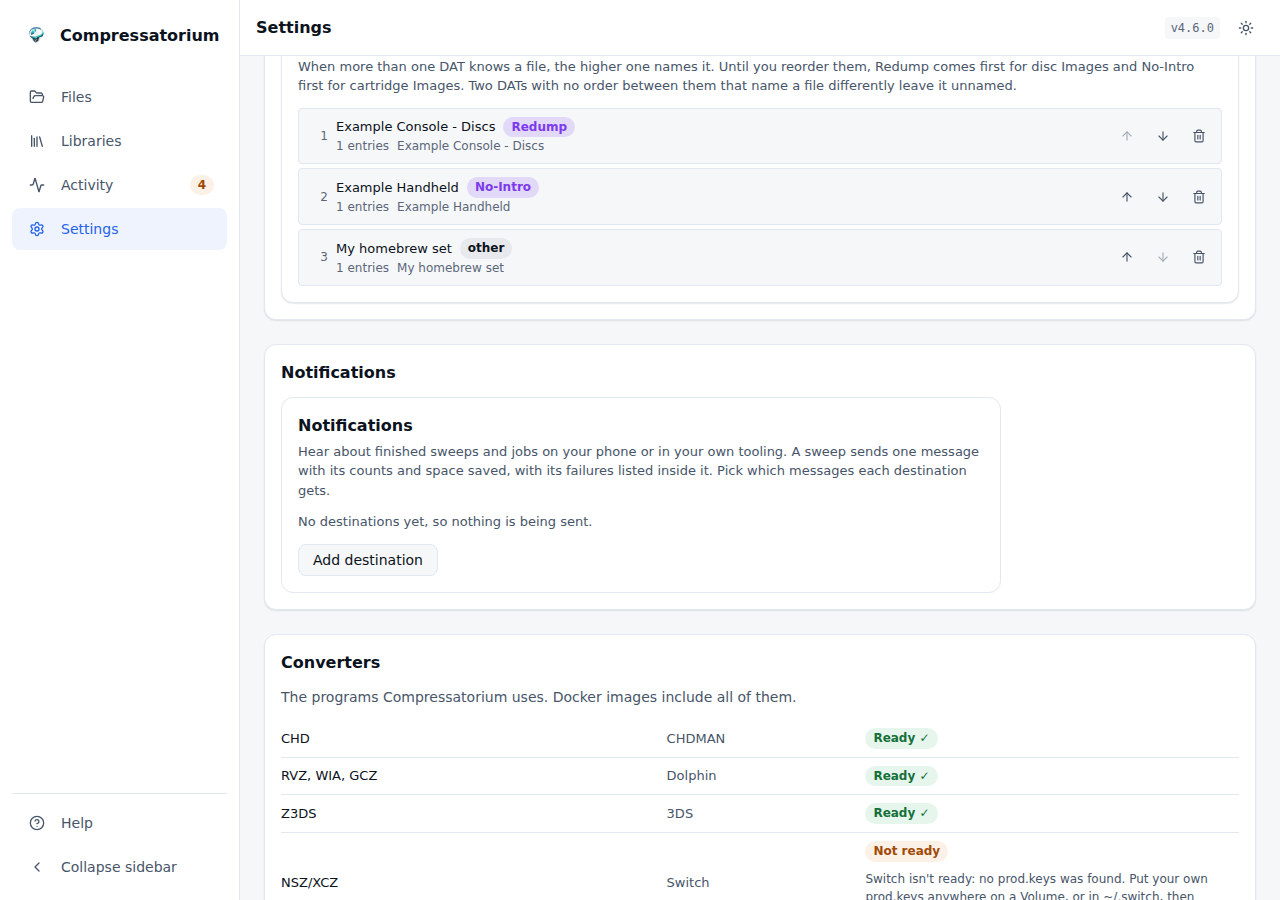 Compressatorium
Settings
v4.6.0
Files
Libraries
Activity
4
Settings
Help
Collapse sidebar
When more than one DAT knows a file, the higher one names it. Until you reorder them, Redump comes first for disc Images and No-Intro
first for cartridge Images. Two DATs with no order between them that name a file differently leave it unnamed.
1
Example Console - Discs Redump
1 entries Example Console - Discs
2
Example Handheld No-Intro
1 entries Example Handheld
3
My homebrew set other
1 entries My homebrew set
Notifications
Notifications
Hear about finished sweeps and jobs on your phone or in your own tooling. A sweep sends one message
with its counts and space saved, with its failures listed inside it. Pick which messages each destination
gets.
No destinations yet, so nothing is being sent.
Add destination
Converters
The programs Compressatorium uses. Docker images include all of them.
CHD CHDMAN Ready ✓
RVZ, WIA, GCZ Dolphin Ready ✓
Z3DS 3DS Ready ✓
NSZ/XCZ Switch Not ready
Switch isn't ready: no prod.keys was found. Put your own
prod.keys anywhere on a Volume, or in ~/.switch, then